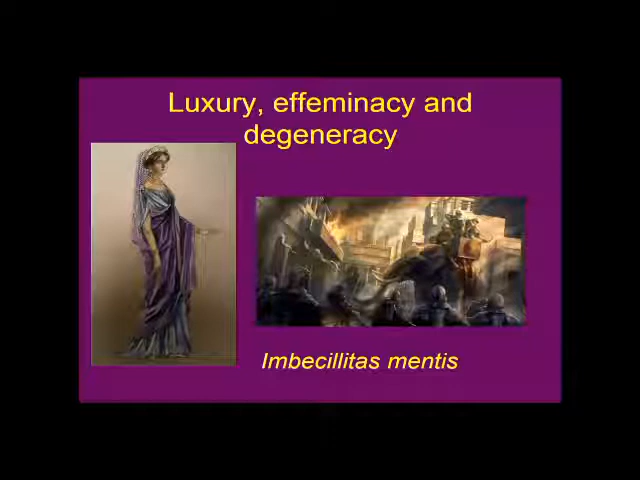 Luxury, effeminacy and
degeneracy
Imbecillitas mentis